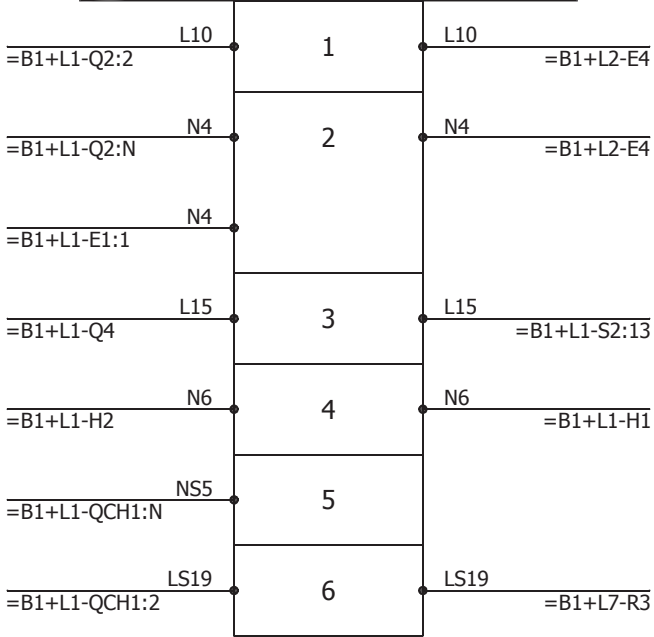 L10 1 L10
=B1+L1-Q2:2 =B1+L2-E4
N4 2 N4
=B1+L1-Q2:N =B1+L2-E4
N4
=B1+L1-E1:1
L15 3 L15
=B1+L1-Q4 =B1+L1-S2:13
N6 4 N6
=B1+L1-H2 =B1+L1-H1
NS5 5
=B1+L1-QCH1:N
LS19 6 LS19
=B1+L1-QCH1:2 =B1+L7-R3